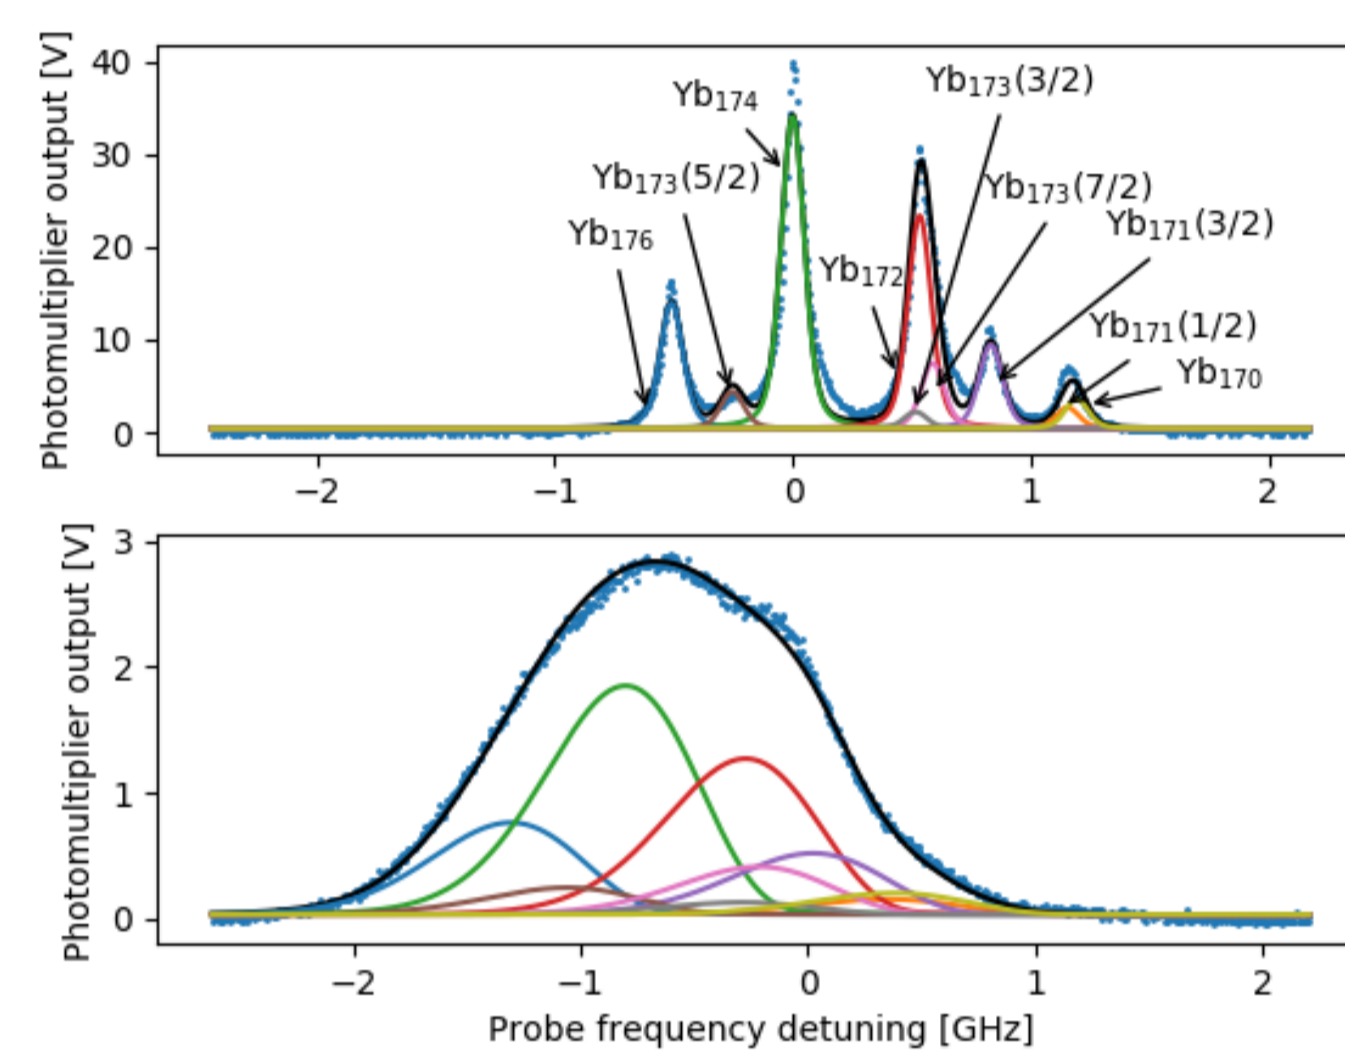 Photomultiplier output [V]
40
30
20
10
0
Yb₁₇₄
Yb₁₇₃(3/2)
Yb₁₇₃(5/2)
Yb₁₇₃(7/2)
Yb₁₇₆
Yb₁₇₁(3/2)
Yb₁₇₂
Yb₁₇₁(1/2)
Yb₁₇₀
−2 −1 0 1 2
Photomultiplier output [V]
3
2
1
0
−2 −1 0 1 2
Probe frequency detuning [GHz]